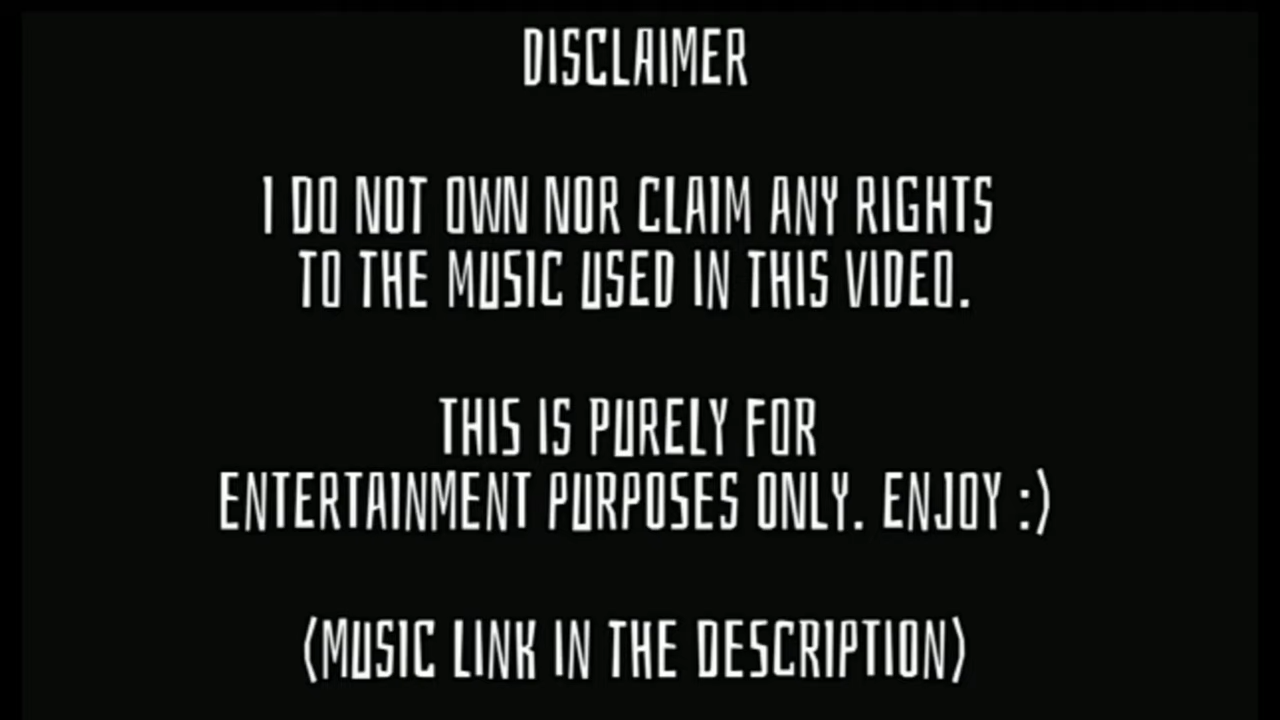 DISCLAIMER
I DO NOT OWN NOR CLAIM ANY RIGHTS
TO THE MUSIC USED IN THIS VIDEO.
THIS IS PURELY FOR
ENTERTAINMENT PURPOSES ONLY. ENJOY :)
(MUSIC LINK IN THE DESCRIPTION)